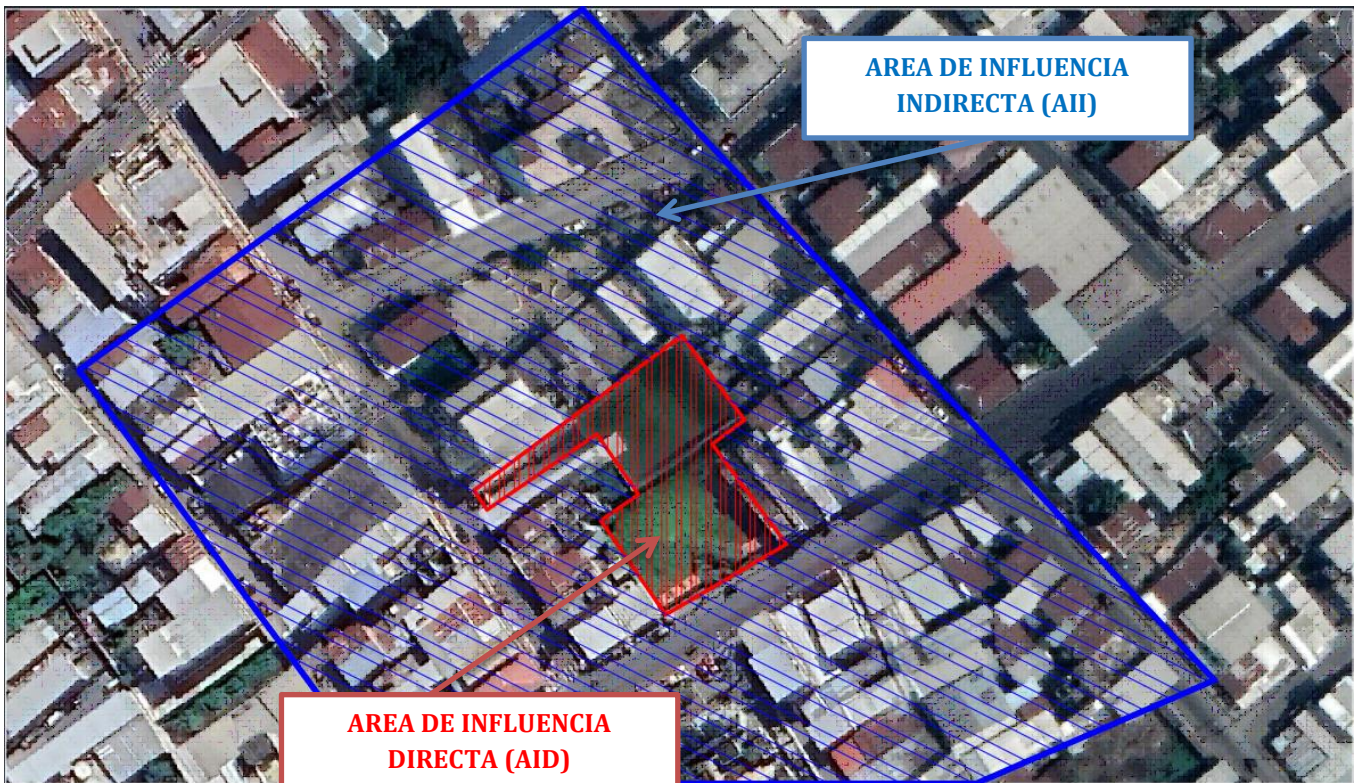 AREA DE INFLUENCIA
INDIRECTA (AII)
AREA DE INFLUENCIA
DIRECTA (AID)